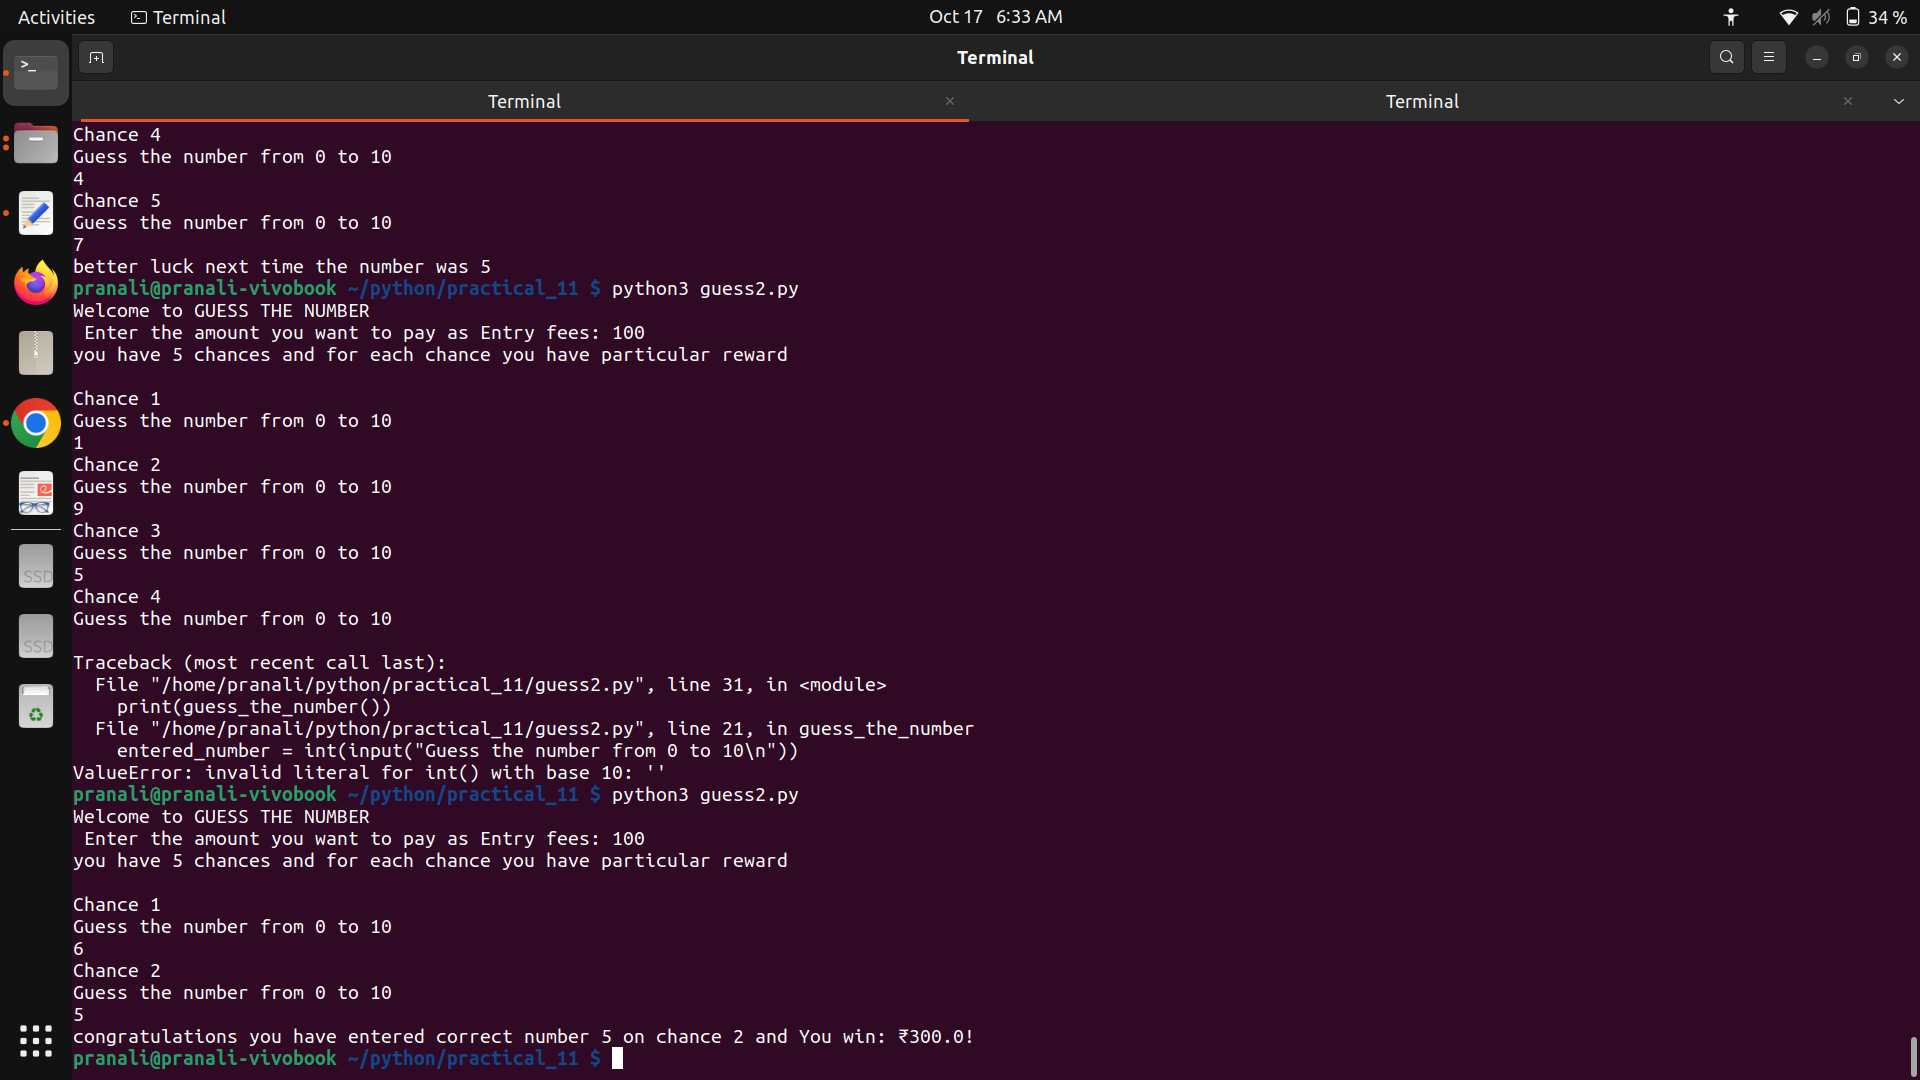 Activities
Terminal
Oct 17 6:33 AM
34 %
Terminal
Terminal
Terminal
Chance 4
Guess the number from 0 to 10
4
Chance 5
Guess the number from 0 to 10
7
better luck next time the number was 5
pranali@pranali-vivobook ~/python/practical_11 $ python3 guess2.py
Welcome to GUESS THE NUMBER
Enter the amount you want to pay as Entry fees: 100
you have 5 chances and for each chance you have particular reward
Chance 1
Guess the number from 0 to 10
1
Chance 2
Guess the number from 0 to 10
9
Chance 3
Guess the number from 0 to 10
5
Chance 4
Guess the number from 0 to 10
Traceback (most recent call last):
File "/home/pranali/python/practical_11/guess2.py", line 31, in <module>
print(guess_the_number())
File "/home/pranali/python/practical_11/guess2.py", line 21, in guess_the_number
entered_number = int(input("Guess the number from 0 to 10\n"))
ValueError: invalid literal for int() with base 10: ''
pranali@pranali-vivobook ~/python/practical_11 $ python3 guess2.py
Welcome to GUESS THE NUMBER
Enter the amount you want to pay as Entry fees: 100
you have 5 chances and for each chance you have particular reward
Chance 1
Guess the number from 0 to 10
6
Chance 2
Guess the number from 0 to 10
5
congratulations you have entered correct number 5 on chance 2 and You win: ₹300.0!
pranali@pranali-vivobook ~/python/practical_11 $
SSD
SSD